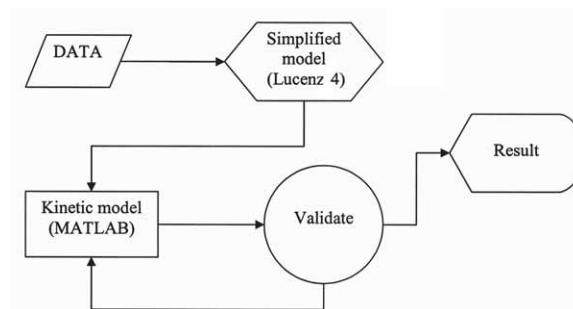 DATA
Simplified
model
(Lucenz 4)
Result
Kinetic model
(MATLAB)
Validate